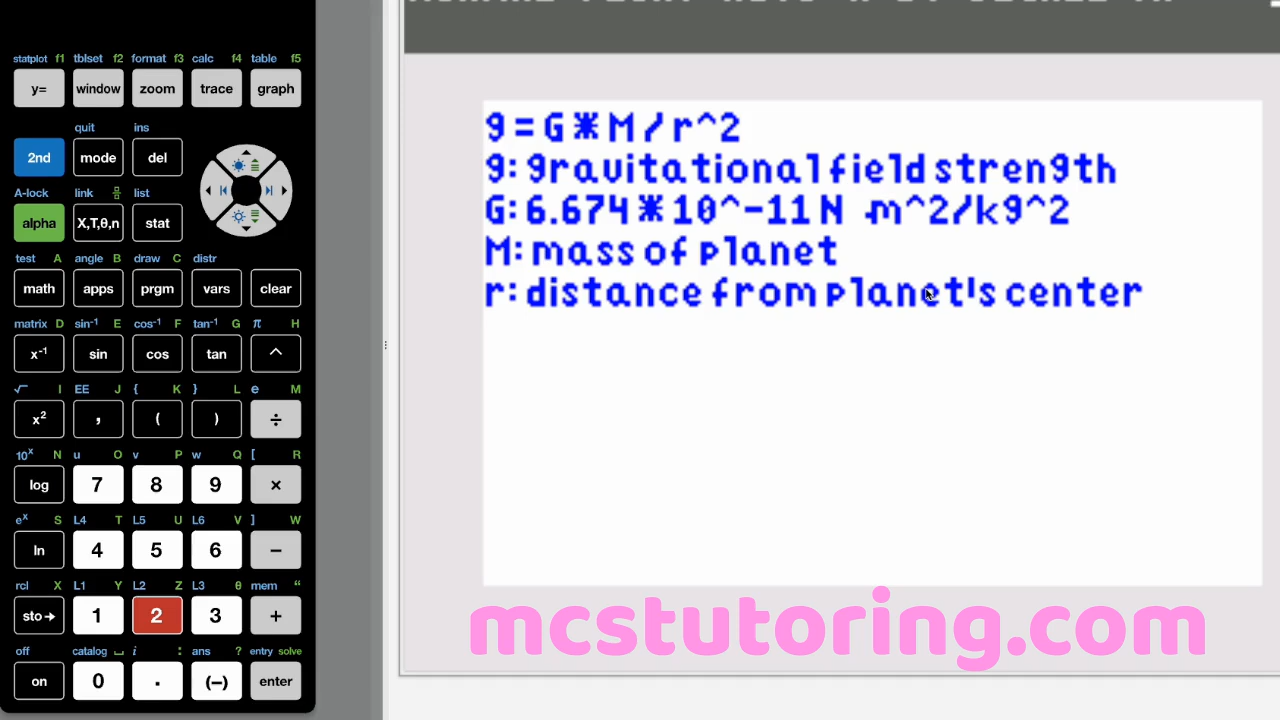 statplot f1 tblset f2 format f3 calc f4 table f5
y= window zoom trace graph
quit ins
2nd mode del
A-lock link list
alpha X,T,θ,n stat
test A angle B draw C distr
math apps prgm vars clear
matrix D sin⁻¹ E cos⁻¹ F tan⁻¹ G π H
x⁻¹ sin cos tan ^
√ I EE J { K } L e M
x² , ( ) ÷
10ˣ N u O v P w Q [ R
log 7 8 9 ×
eˣ S L4 T L5 U L6 V ] W
ln 4 5 6 −
rcl X L1 Y L2 Z L3 θ mem “
sto→ 1 2 3 +
off catalog ⎵ i : ans ? entry solve
on 0 . (−) enter
g=G*M/r^2
g: gravitational field strength
G: 6.674*10^-11 N m^2/kg^2
M: mass of planet
r: distance from planet's center
mcstutoring.com